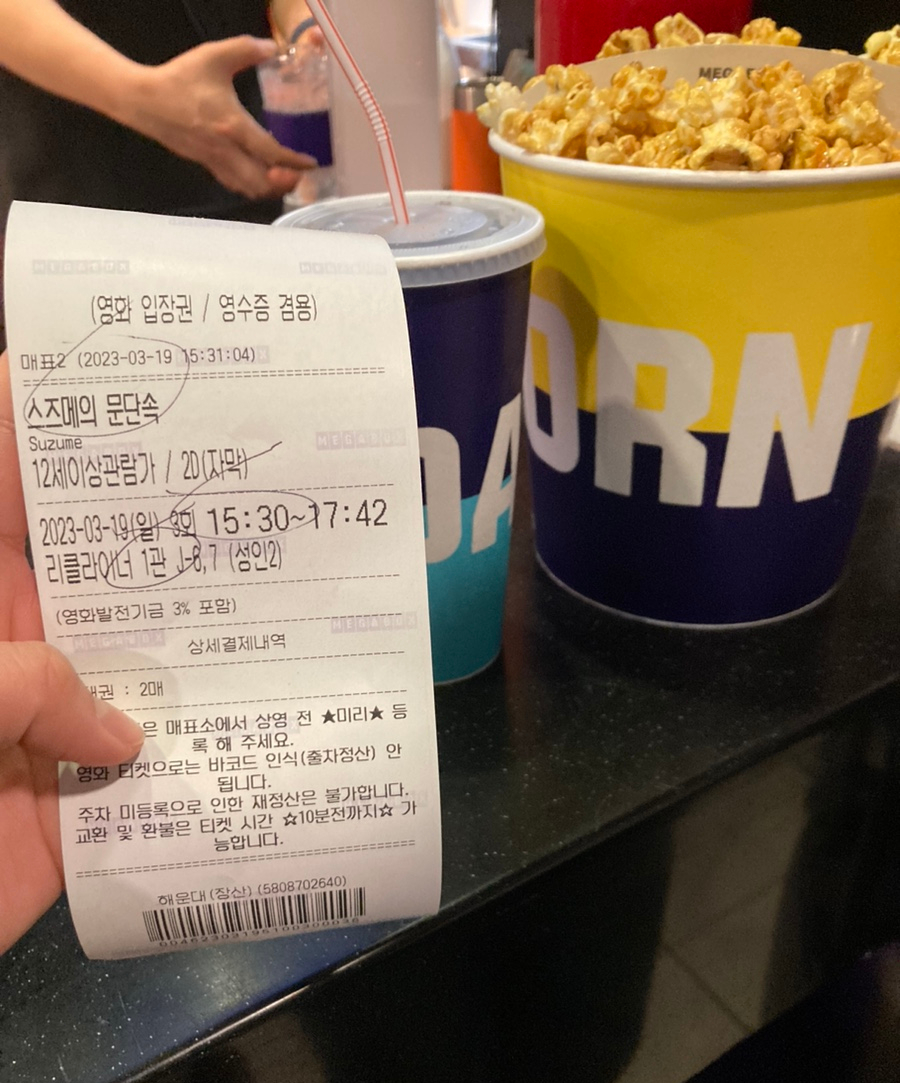 (영화 입장권 / 영수증 겸용)
매표2 (2023-03-19 15:31:04)
스즈메의 문단속
Suzume
12세이상관람가 / 2D(자막)
2023-03-19(일) 3회 15:30~17:42
리클라이너 1관 J-6,7 (성인2)
(영화발전기금 3% 포함)
상세결제내역
: 2매
은 매표소에서 상영 전 ★미리★ 등
록 해 주세요.
영화 티켓으로는 바코드 인식(출차정산) 안
됩니다.
주차 미등록으로 인한 재정산은 불가합니다.
교환 및 환불은 티켓 시간 ☆10분전까지☆ 가
능합니다.
해운대(장산) (5808702640)
MEGABOX
ORN